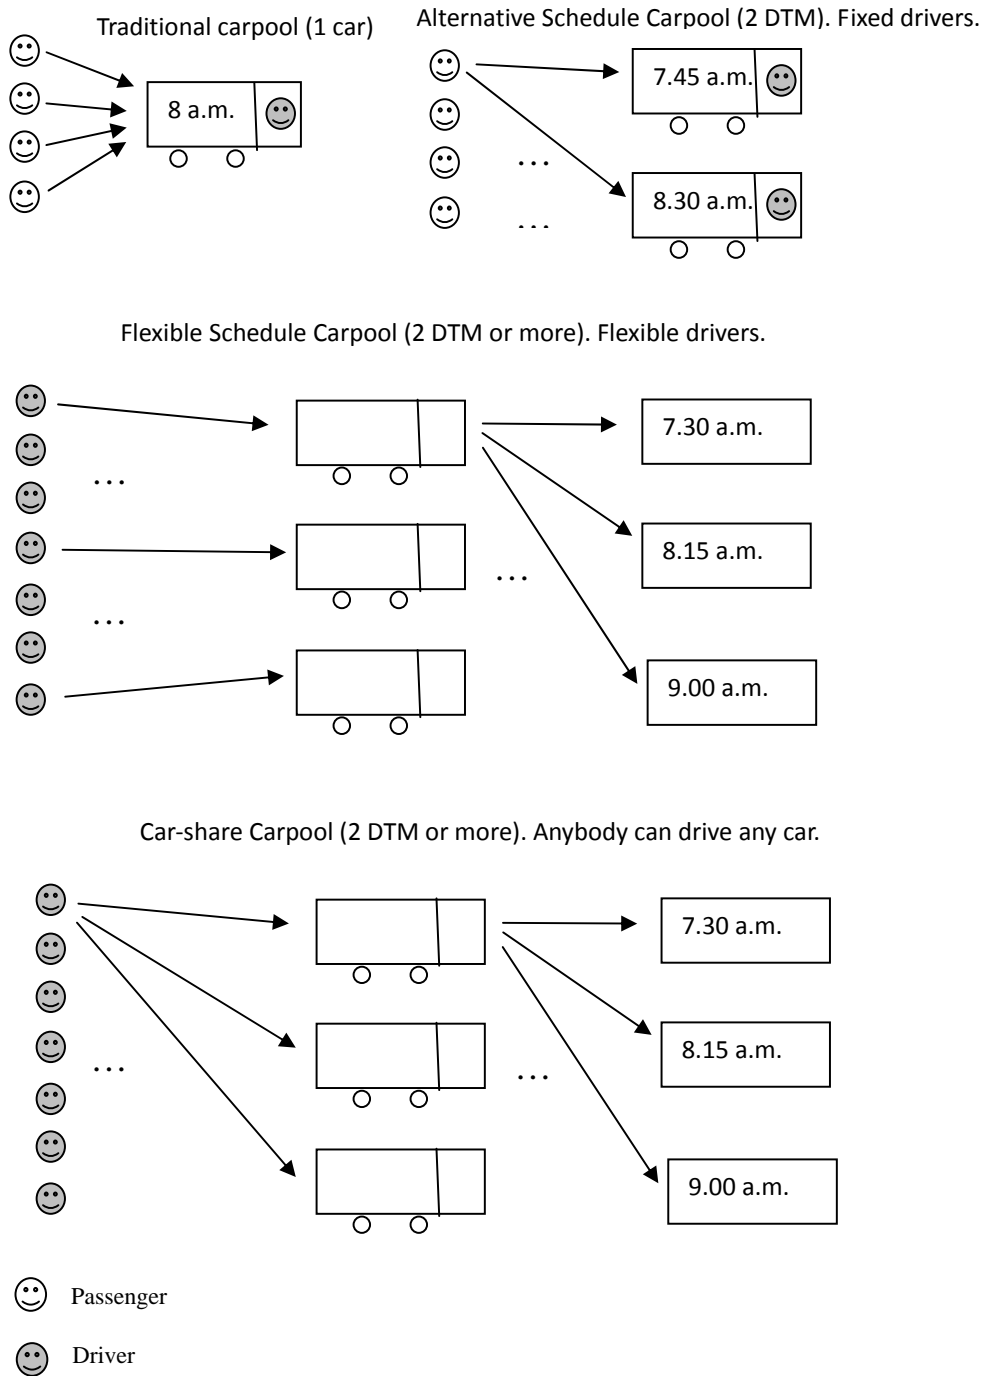 Traditional carpool (1 car)
8 a.m.
Alternative Schedule Carpool (2 DTM). Fixed drivers.
7.45 a.m.
...
8.30 a.m.
...
Flexible Schedule Carpool (2 DTM or more). Flexible drivers.
7.30 a.m.
...
8.15 a.m.
...
...
9.00 a.m.
Car-share Carpool (2 DTM or more). Anybody can drive any car.
7.30 a.m.
8.15 a.m.
...
...
9.00 a.m.
Passenger
Driver